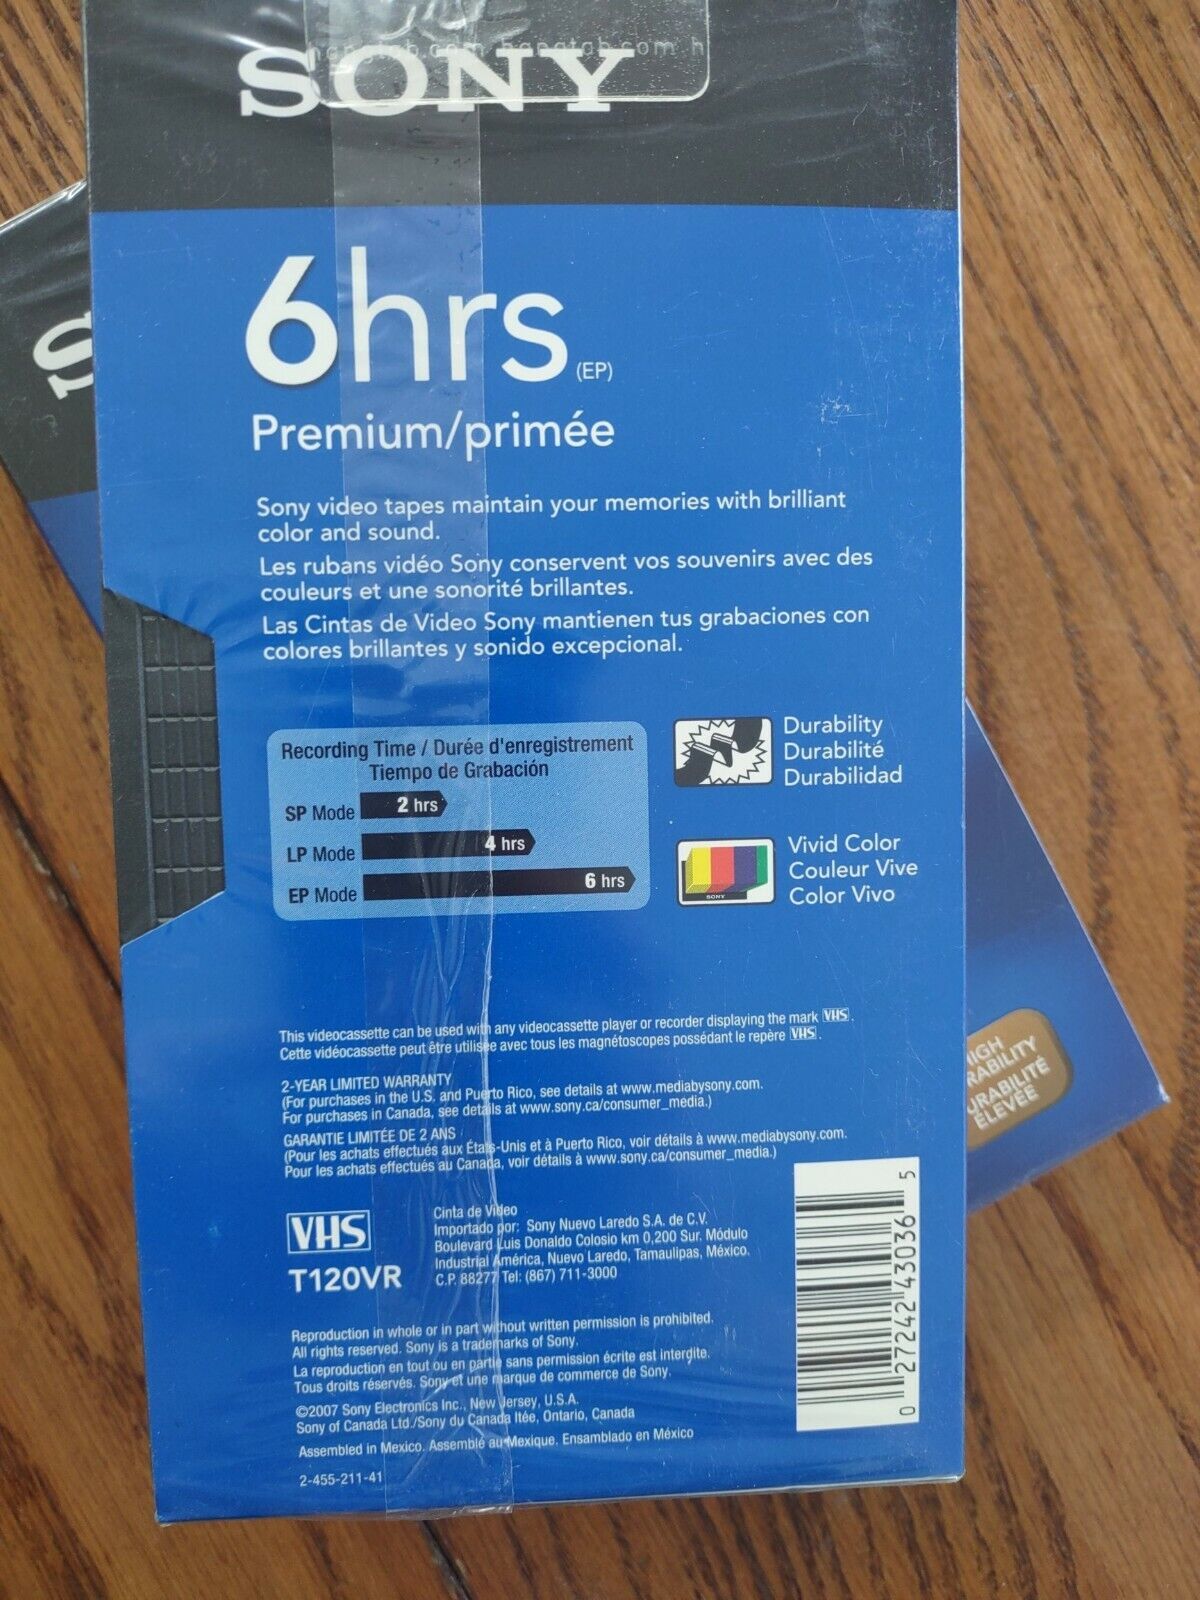 hangtab.com hangtab.com h
SONY
6hrs (EP)
Premium/primée
Sony video tapes maintain your memories with brilliant
color and sound.
Les rubans vidéo Sony conservent vos souvenirs avec des
couleurs et une sonorité brillantes.
Las Cintas de Video Sony mantienen tus grabaciones con
colores brillantes y sonido excepcional.
Recording Time / Durée d'enregistrement
Tiempo de Grabación
SP Mode 2 hrs
LP Mode 4 hrs
EP Mode 6 hrs
Durability
Durabilité
Durabilidad
SONY
Vivid Color
Couleur Vive
Color Vivo
This videocassette can be used with any videocassette player or recorder displaying the mark VHS.
Cette vidéocassette peut être utilisée avec tous les magnétoscopes possédant le repère VHS.
2-YEAR LIMITED WARRANTY
(For purchases in the U.S. and Puerto Rico, see details at www.mediabysony.com.
For purchases in Canada, see details at www.sony.ca/consumer_media.)
GARANTIE LIMITÉE DE 2 ANS
(Pour les achats effectués aux États-Unis et à Puerto Rico, voir détails à www.mediabysony.com.
Pour les achats effectués au Canada, voir détails à www.sony.ca/consumer_media.)
VHS
T120VR
Cinta de Video
Importado por: Sony Nuevo Laredo S.A. de C.V.
Boulevard Luis Donaldo Colosio km 0,200 Sur, Módulo
Industrial América, Nuevo Laredo, Tamaulipas, México.
C.P. 88277 Tel: (867) 711-3000
Reproduction in whole or in part without written permission is prohibited.
All rights reserved. Sony is a trademarks of Sony.
La reproduction en tout ou en partie sans permission écrite est interdite.
Tous droits réservés. Sony et une marque de commerce de Sony.
©2007 Sony Electronics Inc., New Jersey, U.S.A.
Sony of Canada Ltd./Sony du Canada ltée, Ontario, Canada
Assembled in Mexico. Assemblé au Mexique. Ensamblado en México
2-455-211-41
0 27242 43036 5
S
IGH
RABILITY
URABILITÉ
ÉLEVÉE